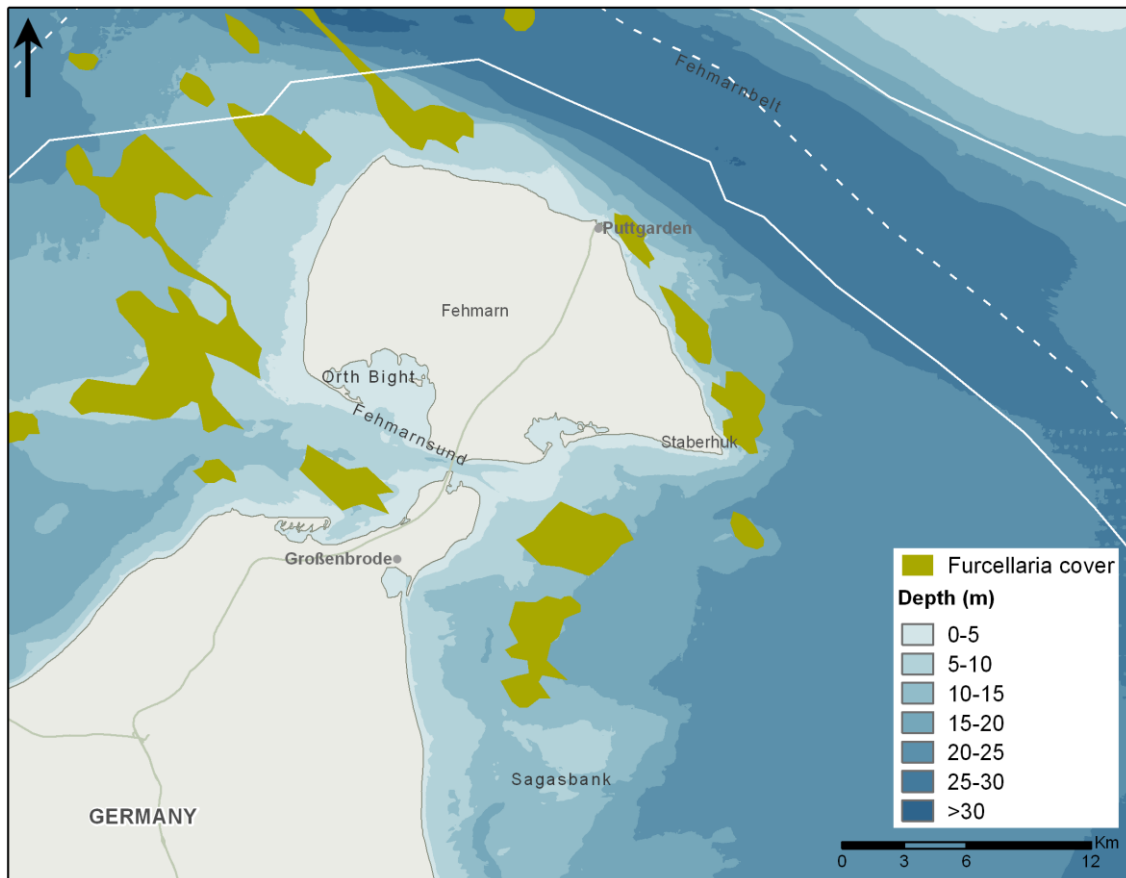 Fehmarnbelt
Puttgarden
Fehmarn
Orth Bight
Fehmarnsund
Staberhuk
Großenbrode
Sagasbank
GERMANY
Furcellaria cover
Depth (m)
0-5
5-10
10-15
15-20
20-25
25-30
>30
Km
0 3 6 12